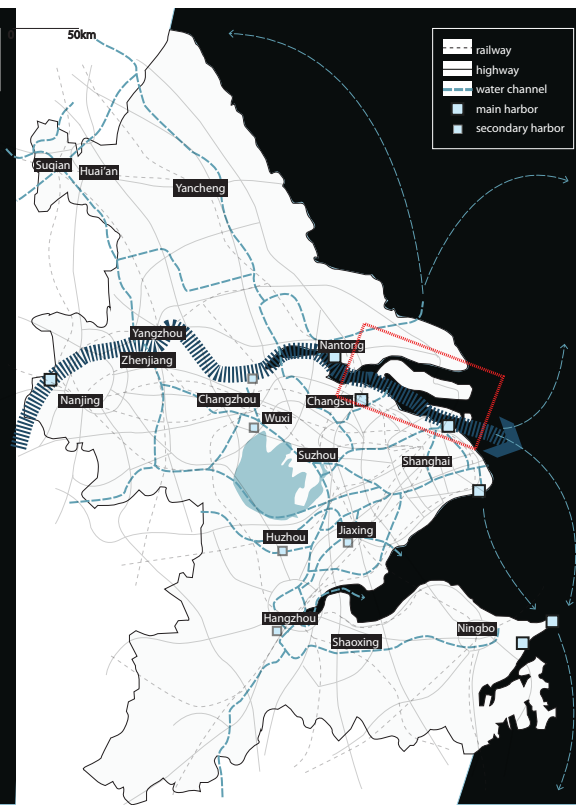 0
50km
railway
highway
water channel
main harbor
secondary harbor
Suqian
Huai'an
Yancheng
Yangzhou
Zhenjiang
Nantong
Nanjing
Changzhou
Changsu
Wuxi
Suzhou
Shanghai
Jiaxing
Huzhou
Hangzhou
Shaoxing
Ningbo